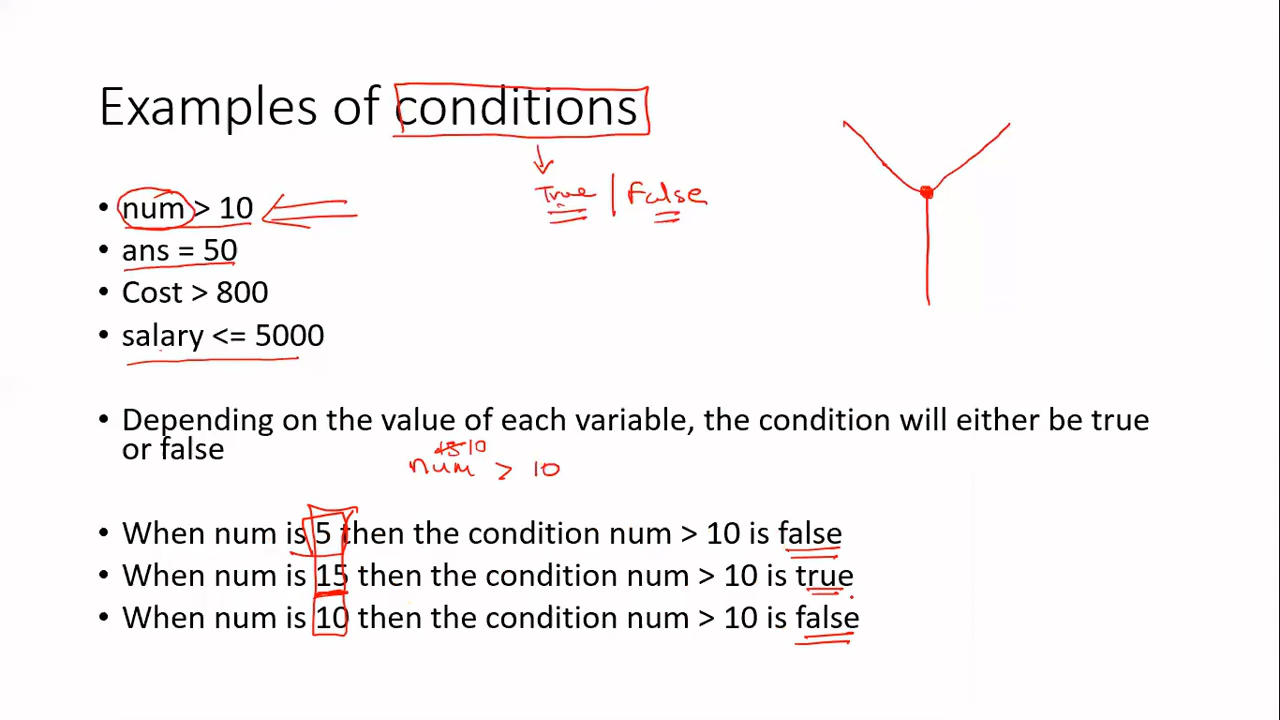 Examples of conditions
True | False
• num > 10
• ans = 50
• Cost > 800
• salary <= 5000
• Depending on the value of each variable, the condition will either be true
or false
10
num > 10
• When num is 5 then the condition num > 10 is false
• When num is 15 then the condition num > 10 is true
• When num is 10 then the condition num > 10 is false